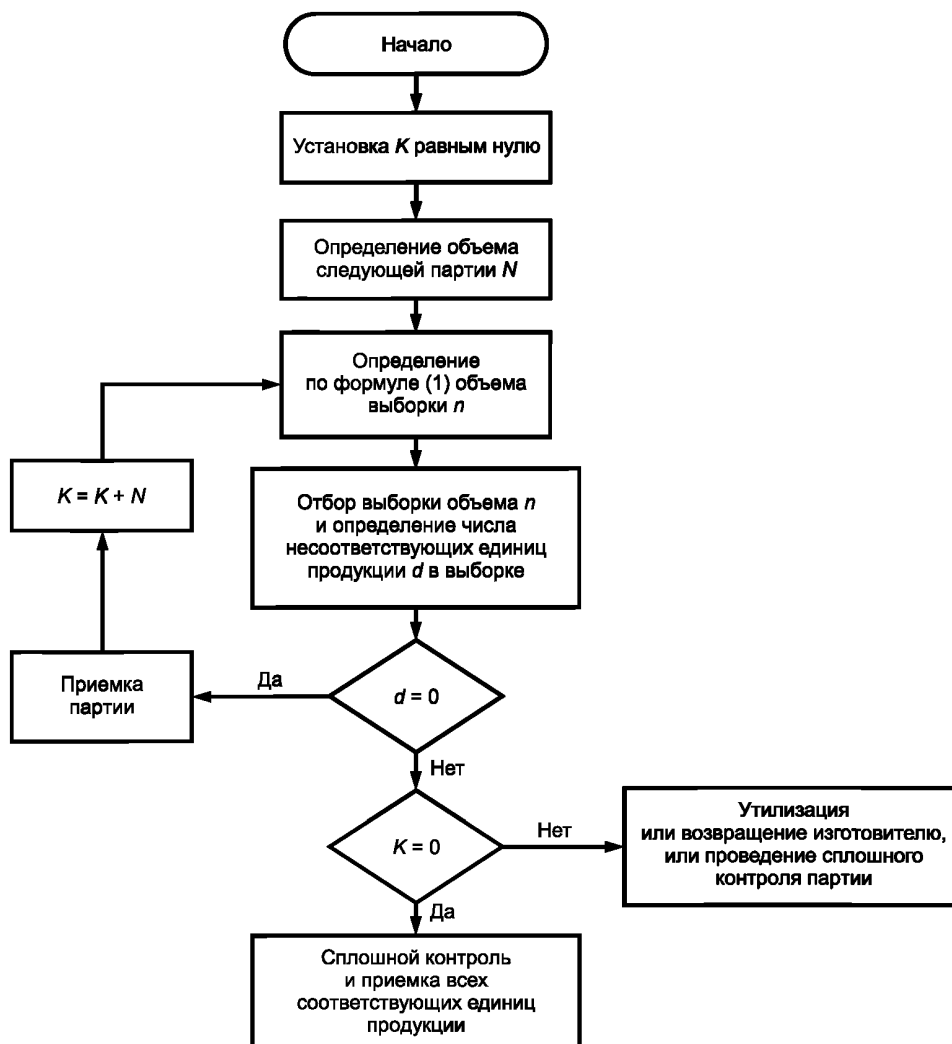 Начало
Установка K равным нулю
Определение объема
следующей партии N
Определение
по формуле (1) объема
выборки n
K = K + N
Отбор выборки объема n
и определение числа
несоответствующих единиц
продукции d в выборке
Приемка
партии
Да
d = 0
Нет
K = 0
Нет
Утилизация
или возвращение изготовителю,
или проведение сплошного
контроля партии
Да
Сплошной контроль
и приемка всех
соответствующих единиц
продукции